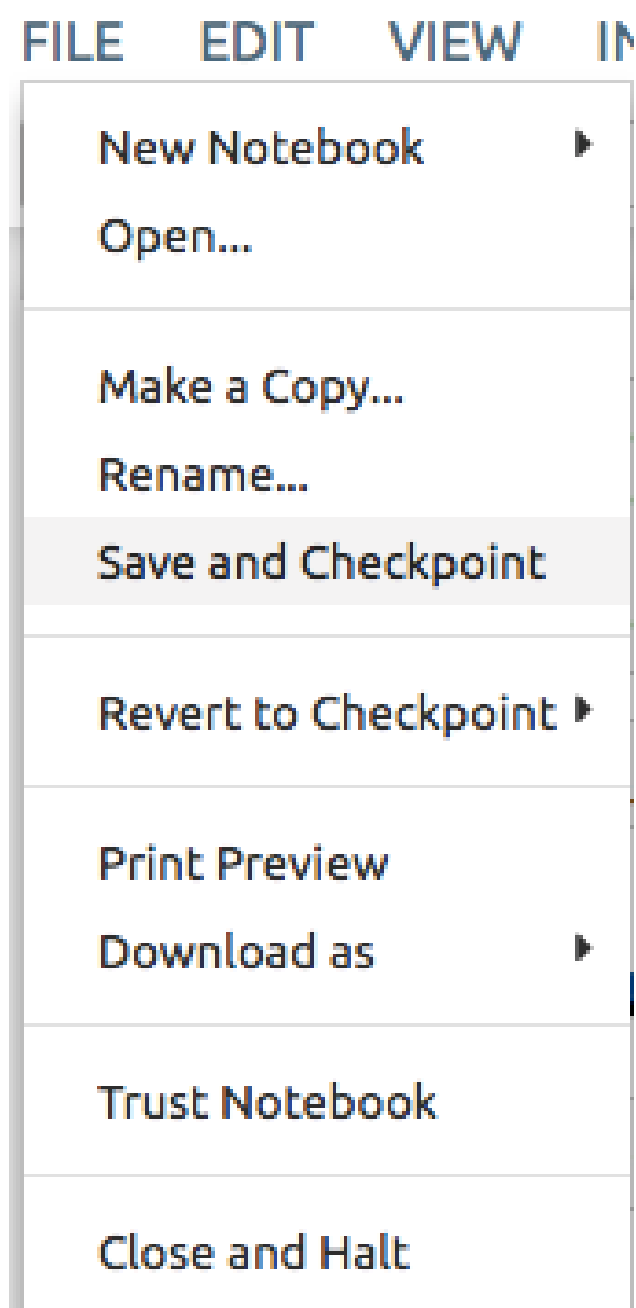 FILE EDIT VIEW
New Notebook
Open...
Make a Copy...
Rename...
Save and Checkpoint
Revert to Checkpoint
Print Preview
Download as
Trust Notebook
Close and Halt